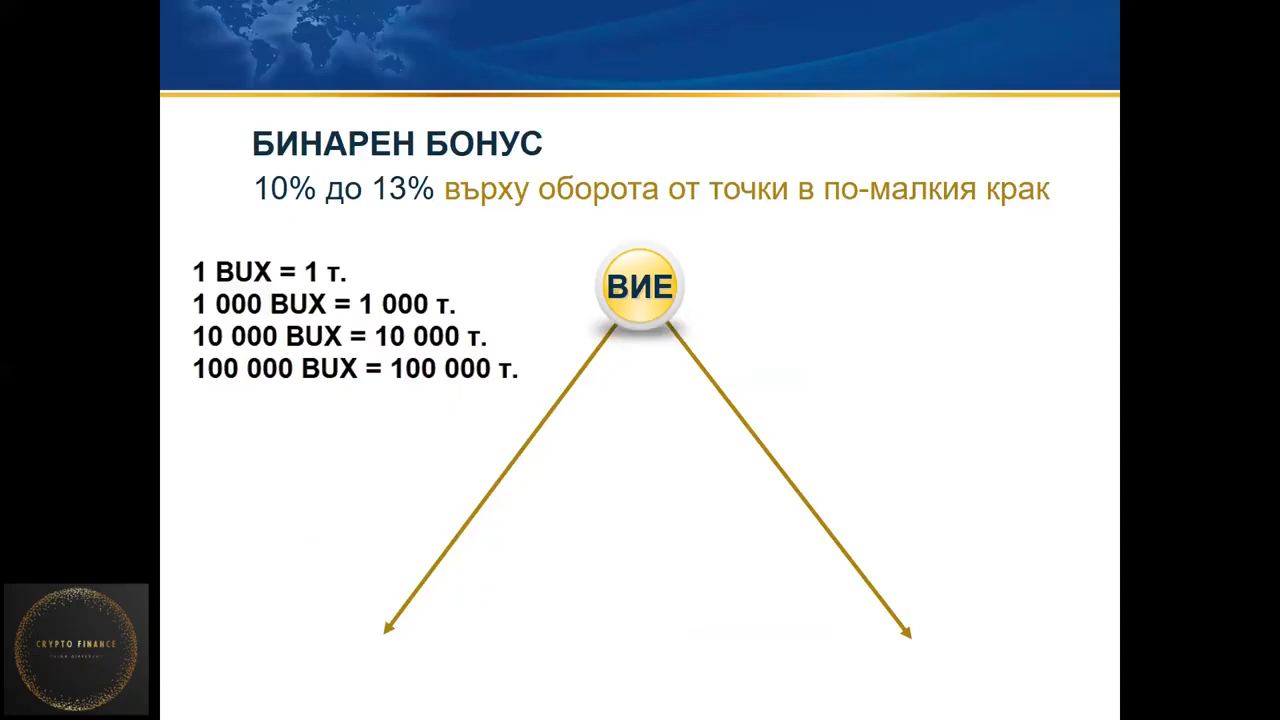 БИНАРЕН БОНУС
10% до 13% върху оборота от точки в по-малкия крак
1 BUX = 1 т.
1 000 BUX = 1 000 т.
10 000 BUX = 10 000 т.
100 000 BUX = 100 000 т.
ВИЕ
CRYPTO FINANCE